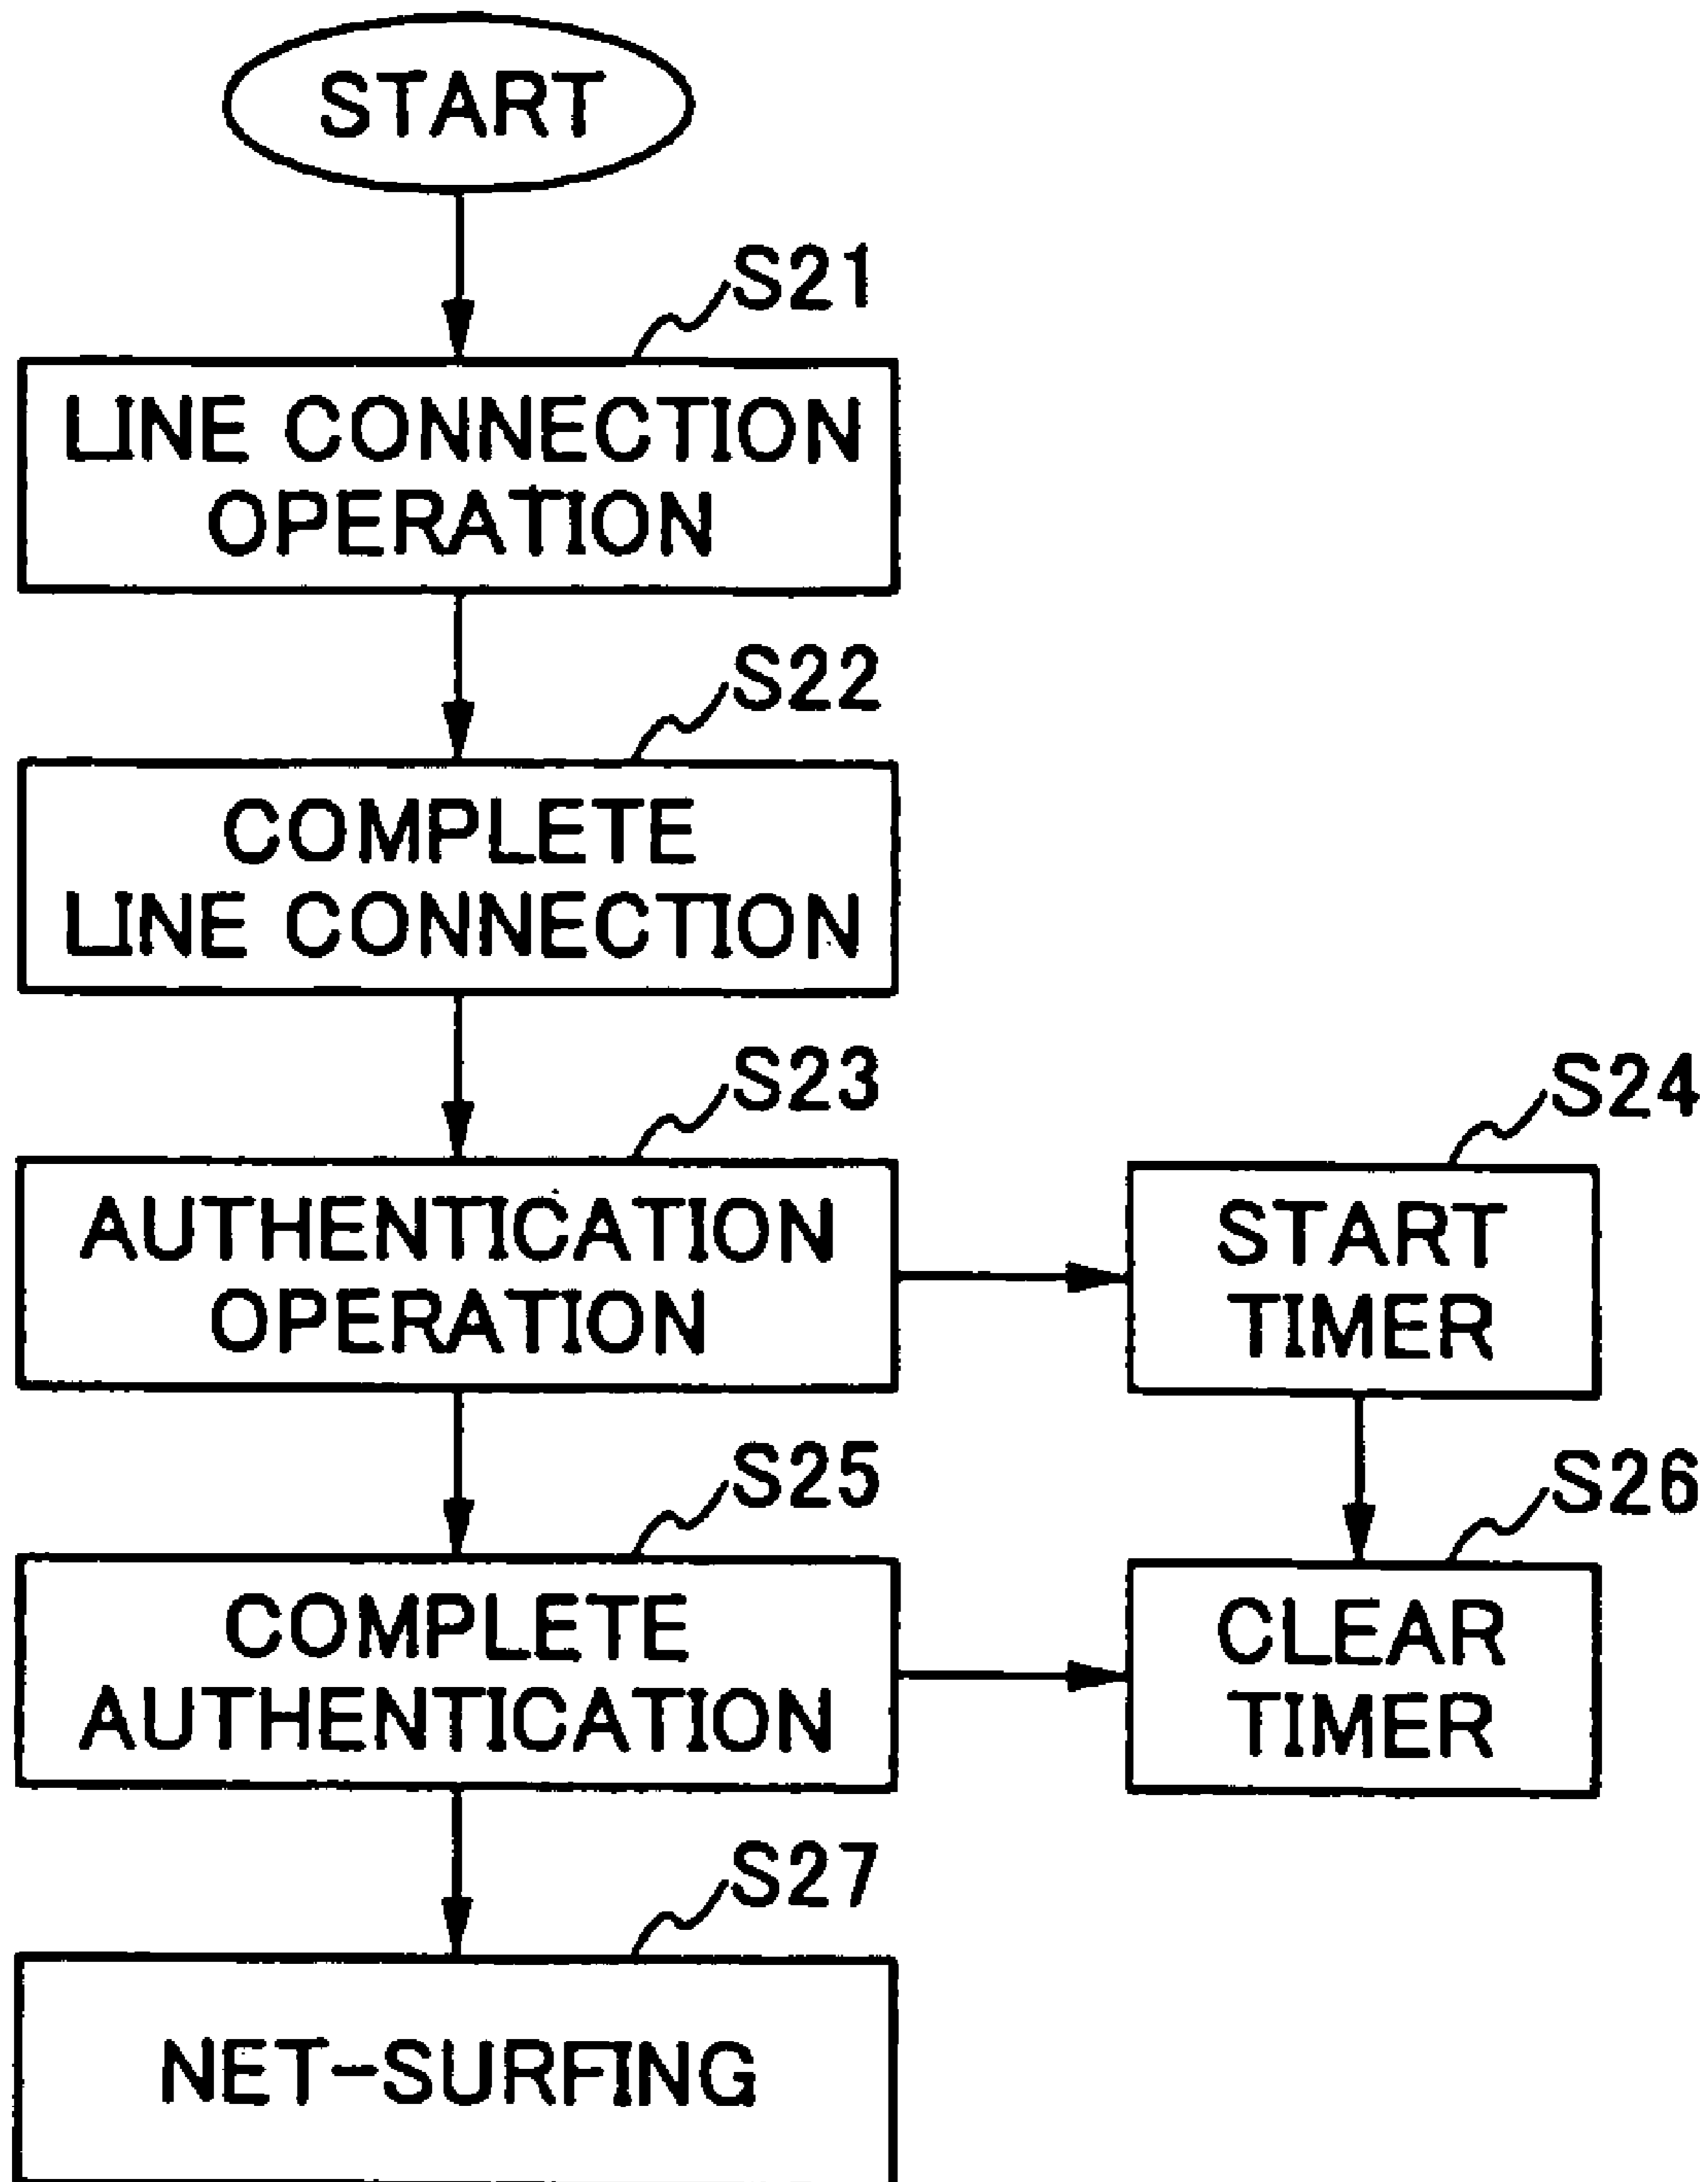 START
S21
LINE CONNECTION
OPERATION
S22
COMPLETE
LINE CONNECTION
S23
AUTHENTICATION
OPERATION
S24
START
TIMER
S25
COMPLETE
AUTHENTICATION
S26
CLEAR
TIMER
S27
NET-SURFING